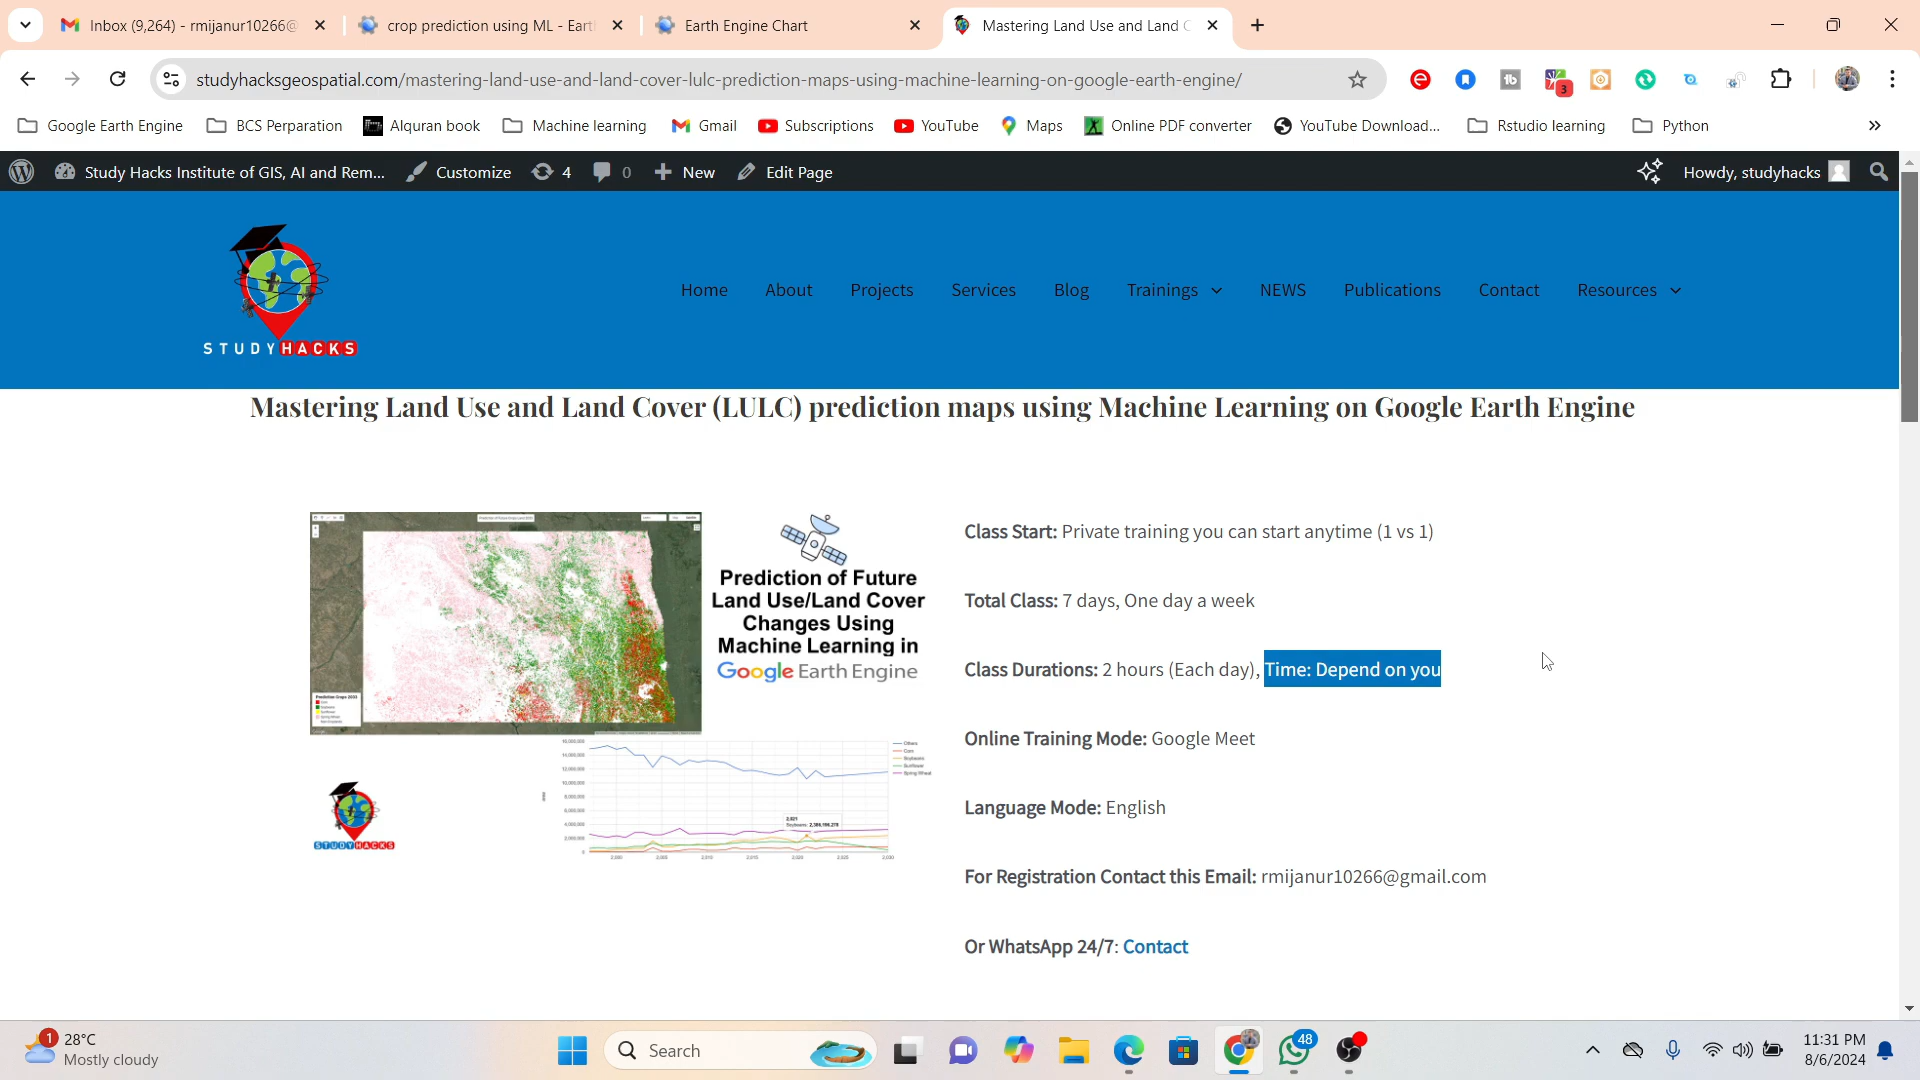 Inbox (9,264) - rmijanur10266@
crop prediction using ML - Eart
Earth Engine Chart
Mastering Land Use and Land C
studyhacksgeospatial.com/mastering-land-use-and-land-cover-lulc-prediction-maps-using-machine-learning-on-google-earth-engine/
3
Google Earth Engine
BCS Perparation
Alquran book
Machine learning
Gmail
Subscriptions
YouTube
Maps
Online PDF converter
YouTube Download...
Rstudio learning
Python
»
Study Hacks Institute of GIS, AI and Rem...
Customize
4
0
New
Edit Page
Howdy, studyhacks
STUDYHACKS
Home
About
Projects
Services
Blog
Trainings
NEWS
Publications
Contact
Resources
Mastering Land Use and Land Cover (LULC) prediction maps using Machine Learning on Google Earth Engine
Prediction of Future
Land Use/Land Cover
Changes Using
Machine Learning in
Google Earth Engine
STUDYHACKS
Class Start: Private training you can start anytime (1 vs 1)
Total Class: 7 days, One day a week
Class Durations: 2 hours (Each day), Time: Depend on you
Online Training Mode: Google Meet
Language Mode: English
For Registration Contact this Email: rmijanur10266@gmail.com
Or WhatsApp 24/7: Contact
1
28°C
Mostly cloudy
Search
48
11:31 PM
8/6/2024